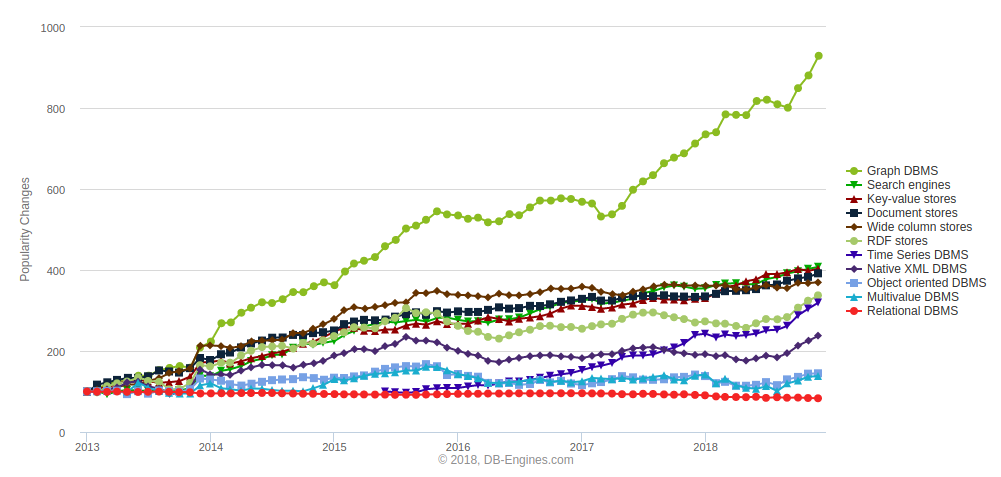 1000
800
600
400
200
0
Popularity Changes
2013
2014
2015
2016
2017
2018
© 2018, DB-Engines.com
Graph DBMS
Search engines
Key-value stores
Document stores
Wide column stores
RDF stores
Time Series DBMS
Native XML DBMS
Object oriented DBMS
Multivalue DBMS
Relational DBMS